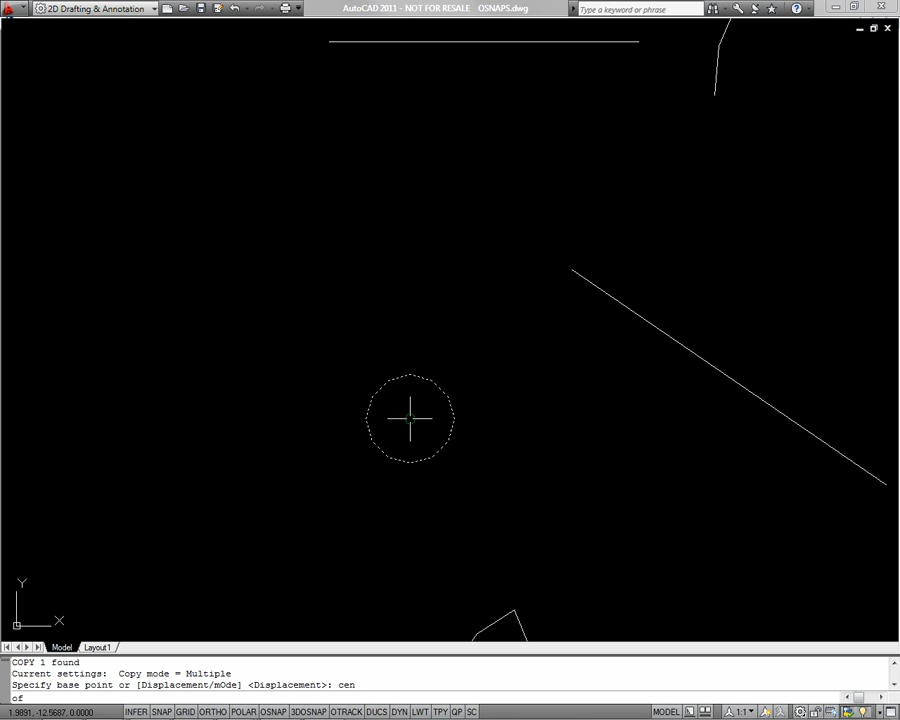 2D Drafting & Annotation
AutoCAD 2011 - NOT FOR RESALE OSNAPS.dwg
Type a keyword or phrase
Y
X
Model
Layout1
COPY 1 found
Current settings: Copy mode = Multiple
Specify base point or [Displacement/mOde] <Displacement>: cen
of
1.9891, -12.5687, 0.0000
INFER SNAP GRID ORTHO POLAR OSNAP 3DOSNAP OTRACK DUCS DYN LWT TPY QP SC
MODEL
1:1